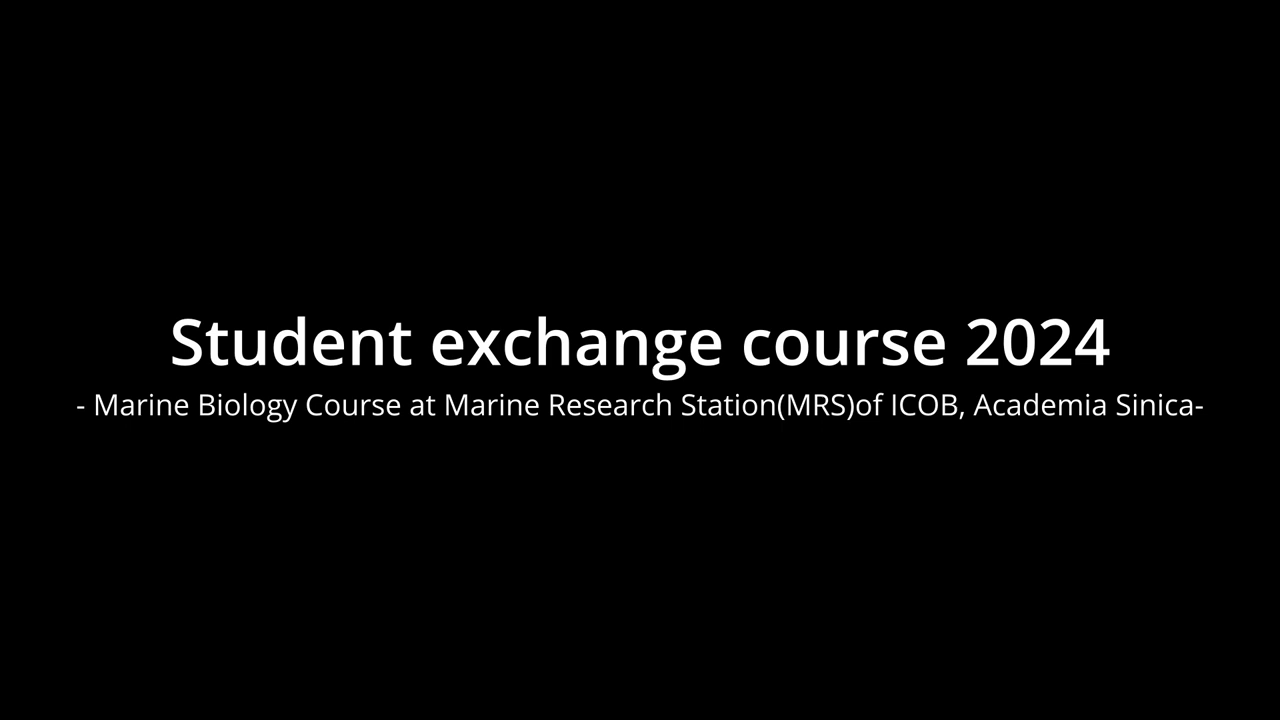 Student exchange course 2024
- Marine Biology Course at Marine Research Station(MRS)of ICOB, Academia Sinica-